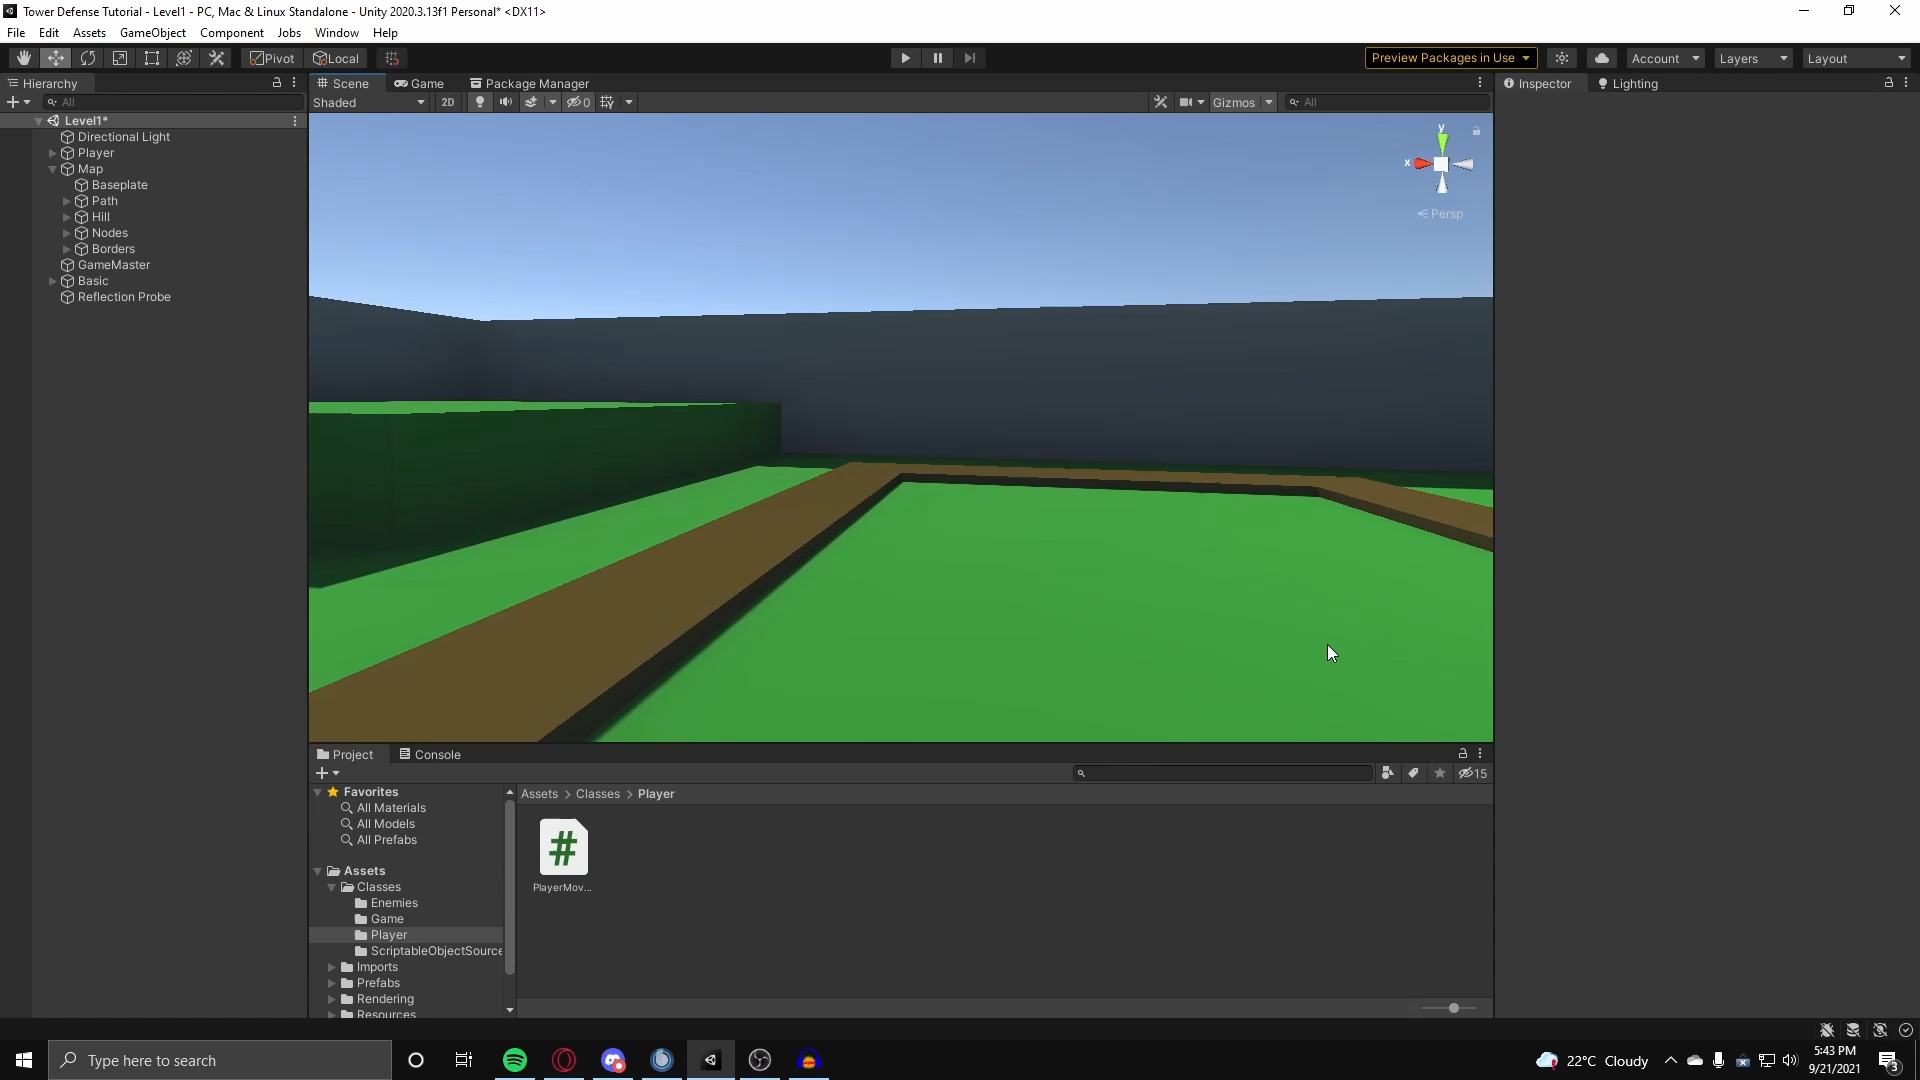 Tower Defense Tutorial - Level1 - PC, Mac & Linux Standalone - Unity 2020.3.13f1 Personal* <DX11>
File Edit Assets GameObject Component Jobs Window Help
Pivot Local Preview Packages in Use Account Layers Layout
Hierarchy Scene Game Package Manager Inspector Lighting
All Shaded 2D 0 Gizmos All
Level1*
Directional Light
Player
Map
Baseplate
Path
Hill
Nodes
Borders
GameMaster
Basic
Reflection Probe
y
x
Persp
Project Console
15
Favorites
All Materials
All Models
All Prefabs
Assets
Classes
Enemies
Game
Player
ScriptableObjectSource
Imports
Prefabs
Rendering
Resources
Assets > Classes > Player
#
PlayerMov...
Type here to search
22°C Cloudy
5:43 PM
9/21/2021
3